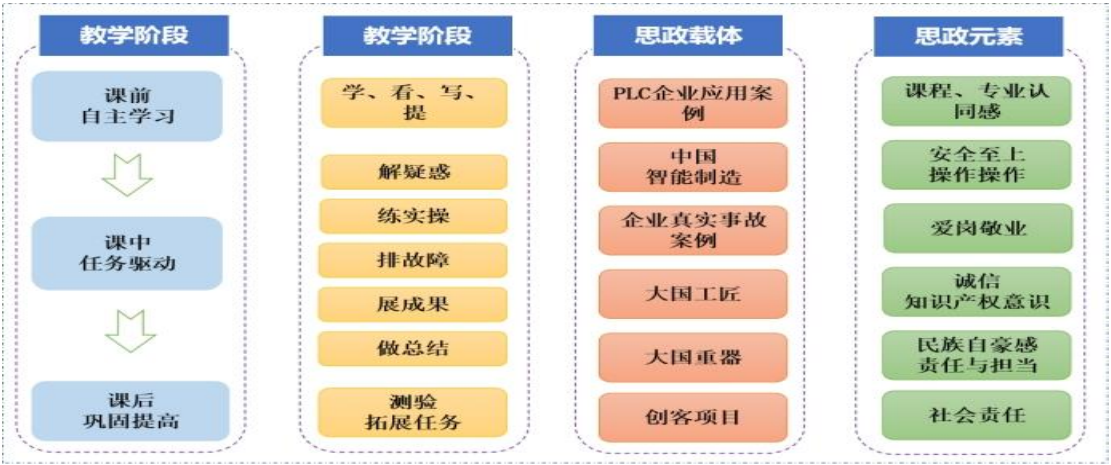 教学阶段
课前
自主学习
课中
任务驱动
课后
巩固提高
教学阶段
学、看、写、
提
解疑惑
练实操
排故障
展成果
做总结
测验
拓展任务
思政载体
PLC企业应用案
例
中国
智能制造
企业真实事故
案例
大国工匠
大国重器
创客项目
思政元素
课程、专业认
同感
安全至上
操作操作
爱岗敬业
诚信
知识产权意识
民族自豪感
责任与担当
社会责任